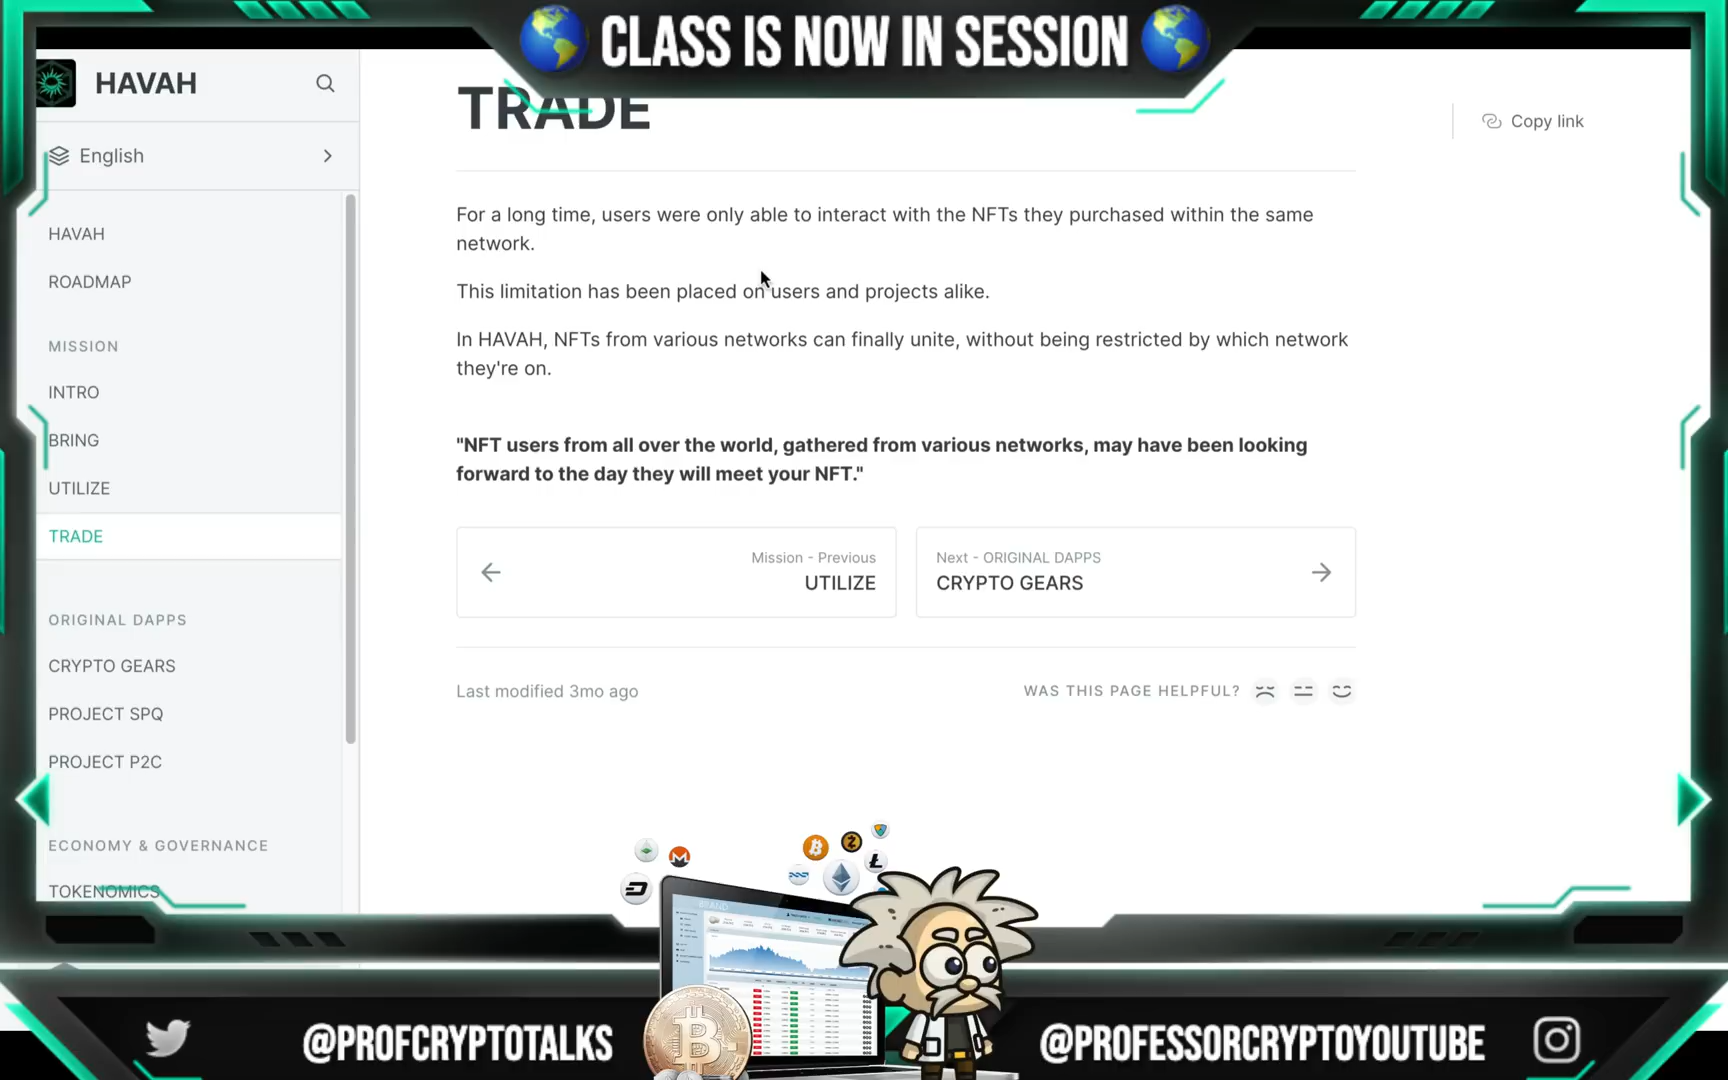 CLASS IS NOW IN SESSION
HAVAH
English
HAVAH
ROADMAP
MISSION
INTRO
BRING
UTILIZE
TRADE
ORIGINAL DAPPS
CRYPTO GEARS
PROJECT SPQ
PROJECT P2C
ECONOMY & GOVERNANCE
TOKENOMICS
TRADE
Copy link
For a long time, users were only able to interact with the NFTs they purchased within the same
network.
This limitation has been placed on users and projects alike.
In HAVAH, NFTs from various networks can finally unite, without being restricted by which network
they're on.
"NFT users from all over the world, gathered from various networks, may have been looking
forward to the day they will meet your NFT."
Mission - Previous
UTILIZE
Next - ORIGINAL DAPPS
CRYPTO GEARS
Last modified 3mo ago
WAS THIS PAGE HELPFUL?
@PROFCRYPTOTALKS
@PROFESSORCRYPTOYOUTUBE